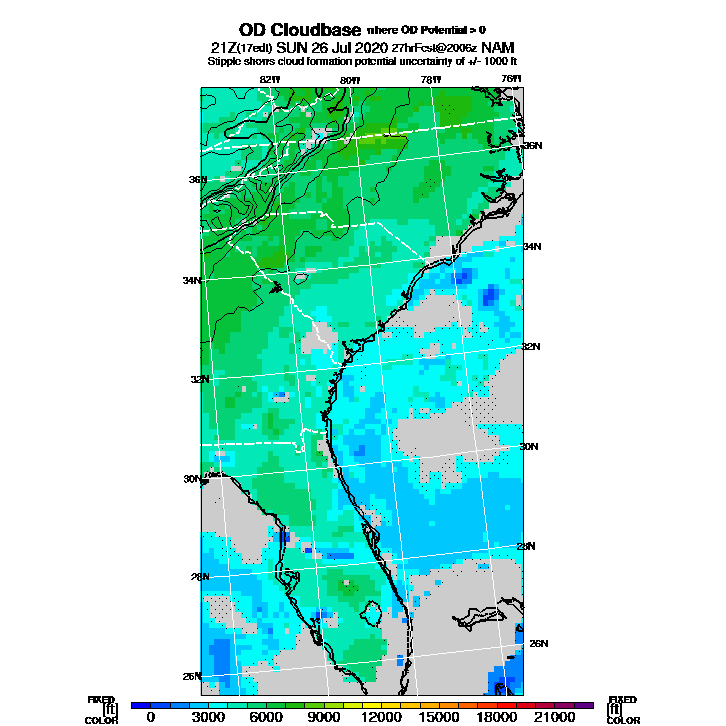 OD Cloudbase where OD Potential > 0
21Z(17edt) SUN 26 Jul 2020 27hrFcst@2006z NAM
Stipple shows cloud formation potential uncertainty of +/- 1000 ft
82W 80W 78W 76W
36N
36N
34N
34N
32N
32N
30N
30N
28N
28N
26N
26N
FIXED FIXED
[ft] [ft]
COLOR COLOR
0 3000 6000 9000 12000 15000 18000 21000